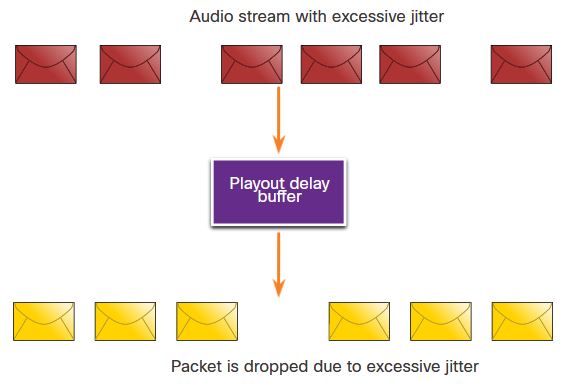 Audio stream with excessive jitter
Playout delay
buffer
Packet is dropped due to excessive jitter